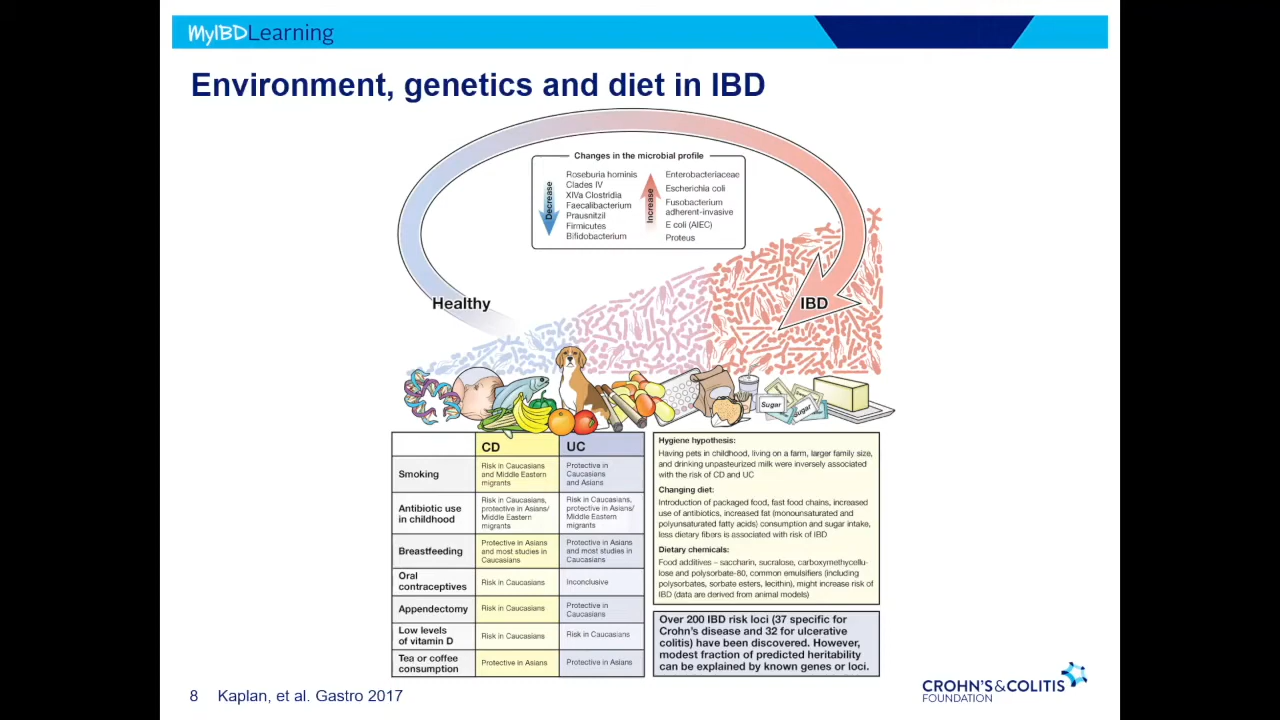 MyIBDLearning
Environment, genetics and diet in IBD
Changes in the microbial profile
Decrease
Roseburia hominis
Clades IV
XIVa Clostridia
Faecalibacterium
Prausnitzil
Firmicutes
Bifidobacterium
Increase
Enterobacteriaceae
Escherichia coli
Fusobacterium
adherent-invasive
E coli (AIEC)
Proteus
Healthy
IBD
Sugar
Sugar
CD
UC
Smoking
Risk in Caucasians
and Middle Eastern
migrants
Protective in
Caucasians
and Asians
Antibiotic use
in childhood
Risk in Caucasians,
protective in Asians/
Middle Eastern
migrants
Risk in Caucasians,
protective in Asians/
Middle Eastern
migrants
Breastfeeding
Protective in Asians
and most studies in
Caucasians
Protective in Asians
and most studies in
Caucasians
Oral
contraceptives
Risk in Caucasians
Inconclusive
Appendectomy
Risk in Caucasians
Protective in
Caucasians
Low levels
of vitamin D
Risk in Caucasians
Risk in Caucasians
Tea or coffee
consumption
Protective in Asians
Protective in Asians
Hygiene hypothesis:
Having pets in childhood, living on a farm, larger family size,
and drinking unpasteurized milk were inversely associated
with the risk of CD and UC
Changing diet:
Introduction of packaged food, fast food chains, increased
use of antibiotics, increased fat (monounsaturated and
polyunsaturated fatty acids) consumption and sugar intake,
less dietary fibers is associated with risk of IBD
Dietary chemicals:
Food additives – saccharin, sucralose, carboxymethycellu-
lose and polysorbate-80, common emulsifiers (including
polysorbates, sorbate esters, lecithin), might increase risk of
IBD (data are derived from animal models)
Over 200 IBD risk loci (37 specific for
Crohn's disease and 32 for ulcerative
colitis) have been discovered. However,
modest fraction of predicted heritability
can be explained by known genes or loci.
8 Kaplan, et al. Gastro 2017
CROHN'S&COLITIS
FOUNDATION